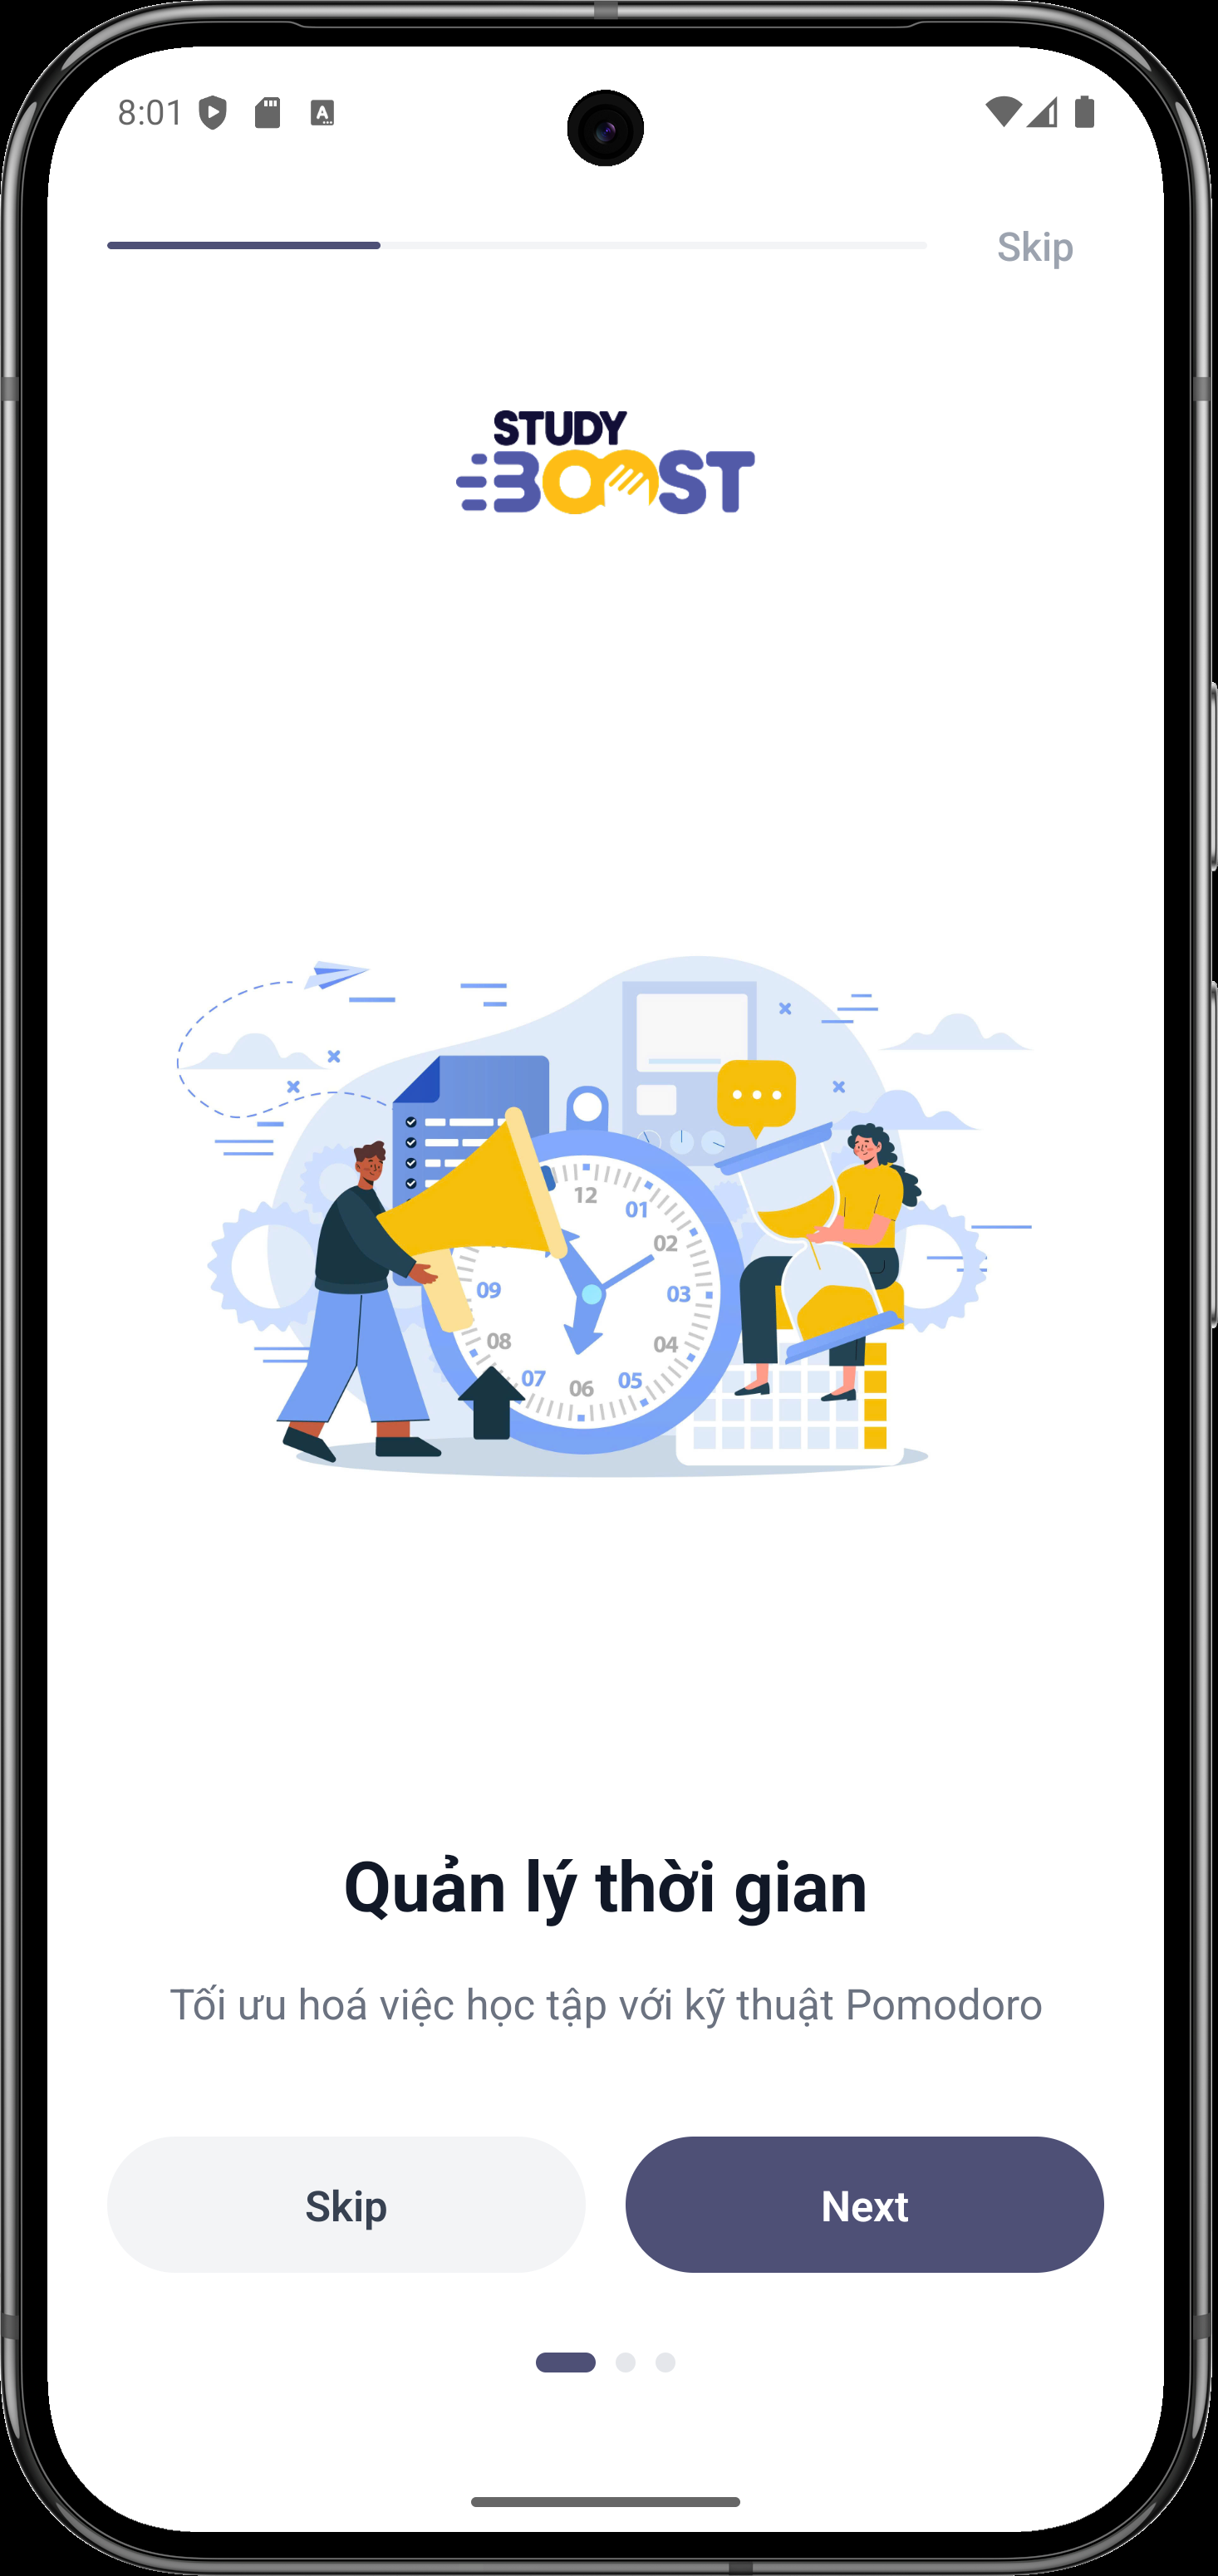 8:01
Skip
STUDY
BOOST
12
01
02
09
03
08
04
07
05
06
Quản lý thời gian
Tối ưu hoá việc học tập với kỹ thuật Pomodoro
Skip
Next